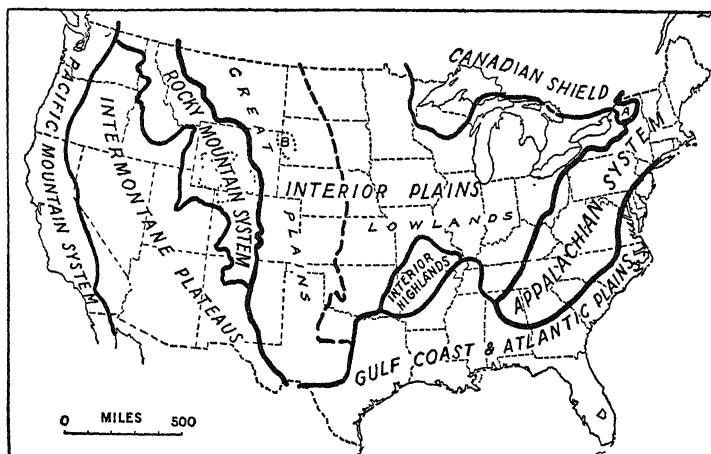 CANADIAN SHIELD
A
PACIFIC MOUNTAIN SYSTEM
ROCKY MOUNTAIN SYSTEM
GREAT
PLAINS
B
INTERMONTANE PLATEAUS
INTERIOR PLAINS
LOWLANDS
INTERIOR
HIGHLANDS
APPALACHIAN SYSTEM
GULF COAST & ATLANTIC PLAINS
0 MILES 500